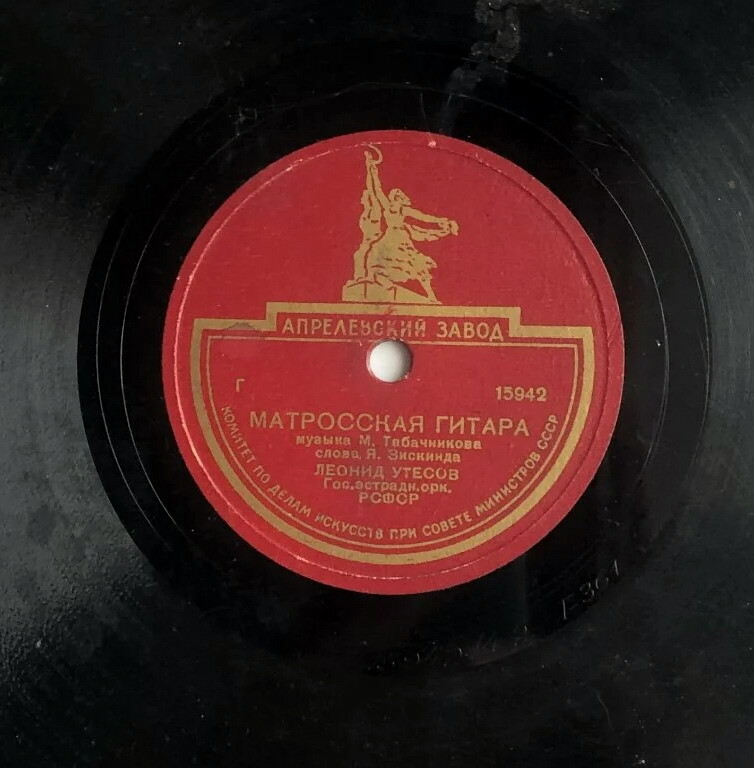 АПРЕЛЕВСКИЙ ЗАВОД
Г 15942
МАТРОССКАЯ ГИТАРА
музыка М. Табачникова
слова Я. Зискинда
ЛЕОНИД УТЕСОВ
Гос.эстрадн.орк.
РСФСР
КОМИТЕТ ПО ДЕЛАМ ИСКУССТВ ПРИ СОВЕТЕ МИНИСТРОВ СССР